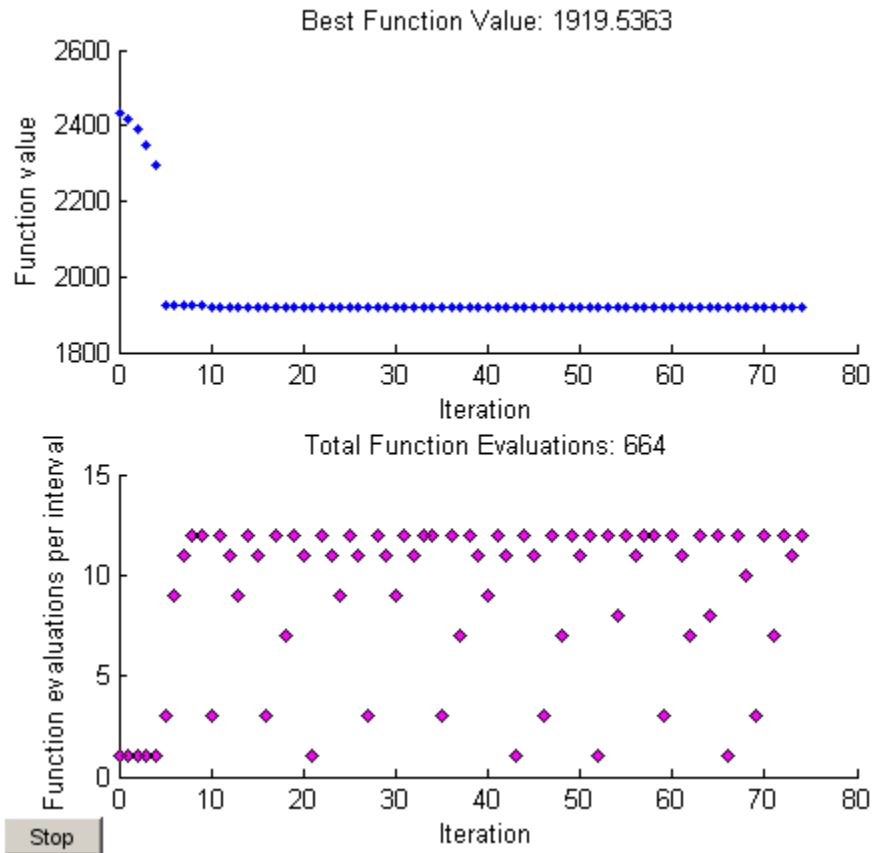 Best Function Value: 1919.5363
2600
2400
2200
2000
1800
Function value
0 10 20 30 40 50 60 70 80
Iteration
Total Function Evaluations: 664
15
10
5
0
Function evaluations per interval
0 10 20 30 40 50 60 70 80
Iteration
Stop